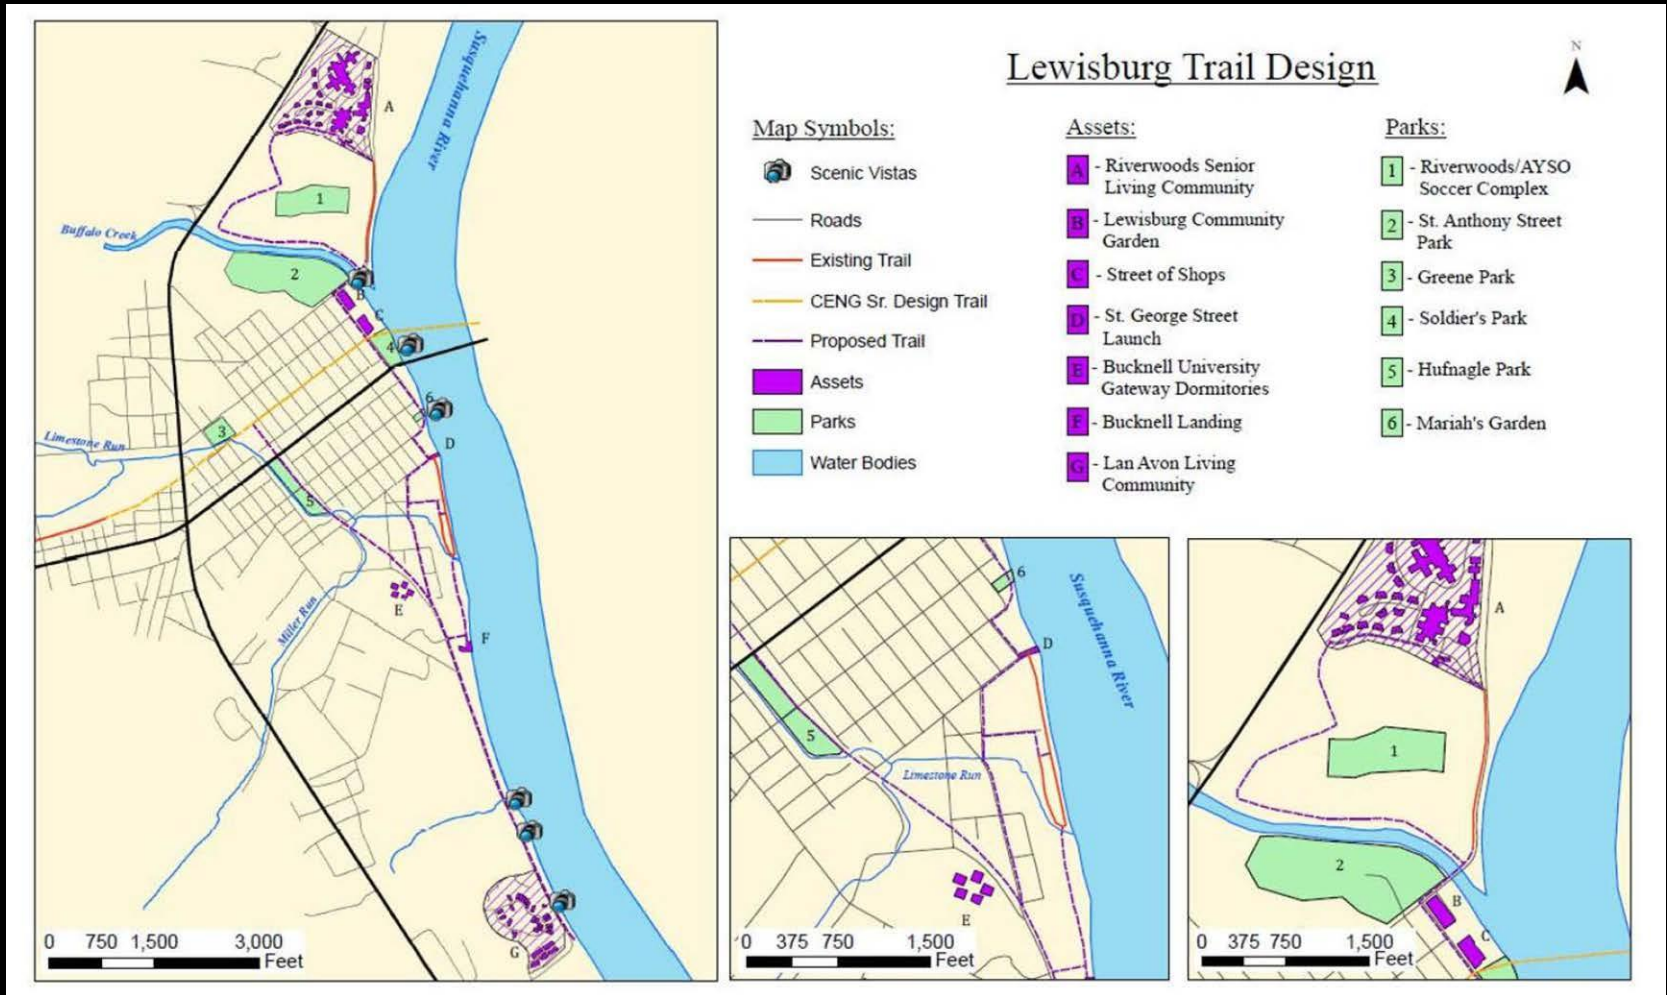 Lewisburg Trail Design
N
Map Symbols:
Scenic Vistas
Roads
Existing Trail
CENG Sr. Design Trail
Proposed Trail
Assets
Parks
Water Bodies
Assets:
A - Riverwoods Senior
Living Community
B - Lewisburg Community
Garden
C - Street of Shops
D - St. George Street
Launch
E - Bucknell University
Gateway Dormitories
F - Bucknell Landing
G - Lan Avon Living
Community
Parks:
1 - Riverwoods/AYSO
Soccer Complex
2 - St. Anthony Street
Park
3 - Greene Park
4 - Soldier's Park
5 - Hufnagle Park
6 - Mariah's Garden
Susquehanna River
A
1
Buffalo Creek
2
B
C
4
6
3
D
Limestone Run
5
E
Miller Run
F
G
0 750 1,500 3,000
Feet
6
Susquehanna River
D
5
Limestone Run
E
0 375 750 1,500
Feet
A
1
2
B
C
0 375 750 1,500
Feet